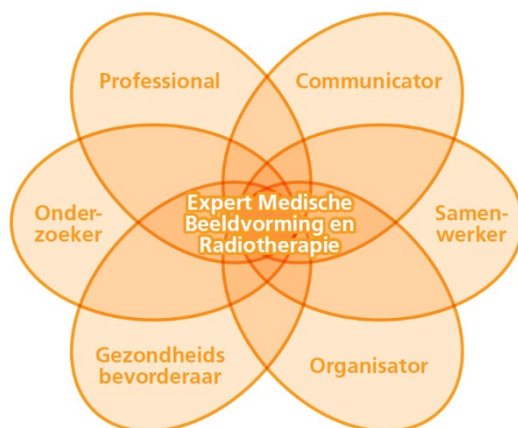 Professional
Communicator
Onder-
zoeker
Expert Medische
Beeldvorming en
Radiotherapie
Samen-
werker
Gezondheids
bevorderaar
Organisator